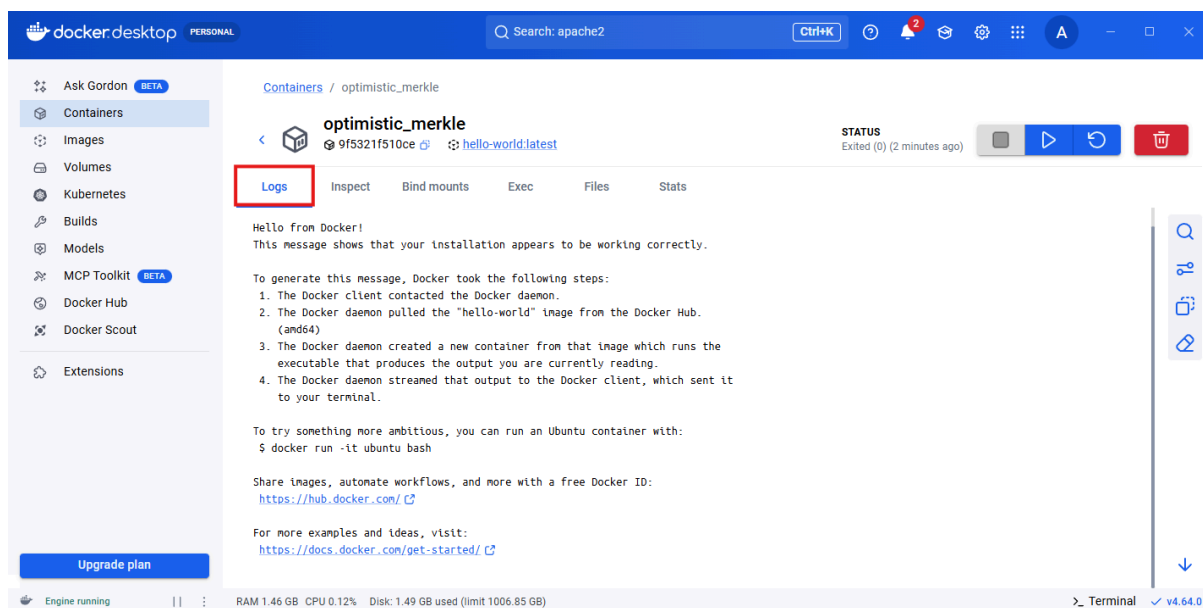 docker.desktop PERSONAL
Search: apache2
Ctrl+K
2
A
Ask Gordon BETA
Containers
Images
Volumes
Kubernetes
Builds
Models
MCP Toolkit BETA
Docker Hub
Docker Scout
Extensions
Upgrade plan
Containers / optimistic_merkle
optimistic_merkle
9f5321f510ce hello-world:latest
STATUS
Exited (0) (2 minutes ago)
Logs Inspect Bind mounts Exec Files Stats
Hello from Docker!
This message shows that your installation appears to be working correctly.
To generate this message, Docker took the following steps:
1. The Docker client contacted the Docker daemon.
2. The Docker daemon pulled the "hello-world" image from the Docker Hub.
(amd64)
3. The Docker daemon created a new container from that image which runs the
executable that produces the output you are currently reading.
4. The Docker daemon streamed that output to the Docker client, which sent it
to your terminal.
To try something more ambitious, you can run an Ubuntu container with:
$ docker run -it ubuntu bash
Share images, automate workflows, and more with a free Docker ID:
https://hub.docker.com/
For more examples and ideas, visit:
https://docs.docker.com/get-started/
Engine running
RAM 1.46 GB CPU 0.12% Disk: 1.49 GB used (limit 1006.85 GB)
>_ Terminal
v4.64.0